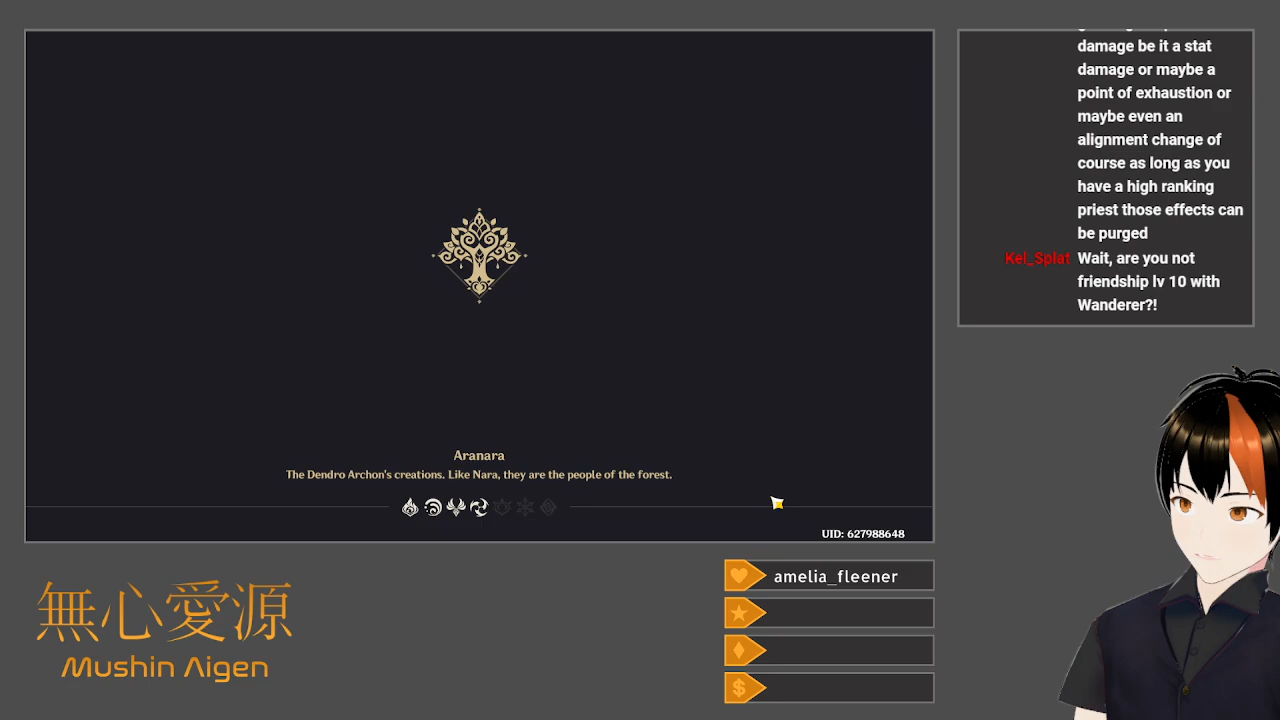 damage be it a stat
damage or maybe a
point of exhaustion or
maybe even an
alignment change of
course as long as you
have a high ranking
priest those effects can
be purged
Kel_Splat Wait, are you not
friendship lv 10 with
Wanderer?!
Aranara
The Dendro Archon's creations. Like Nara, they are the people of the forest.
UID: 627988648
amelia_fleener
無心愛源
Mushin Aigen